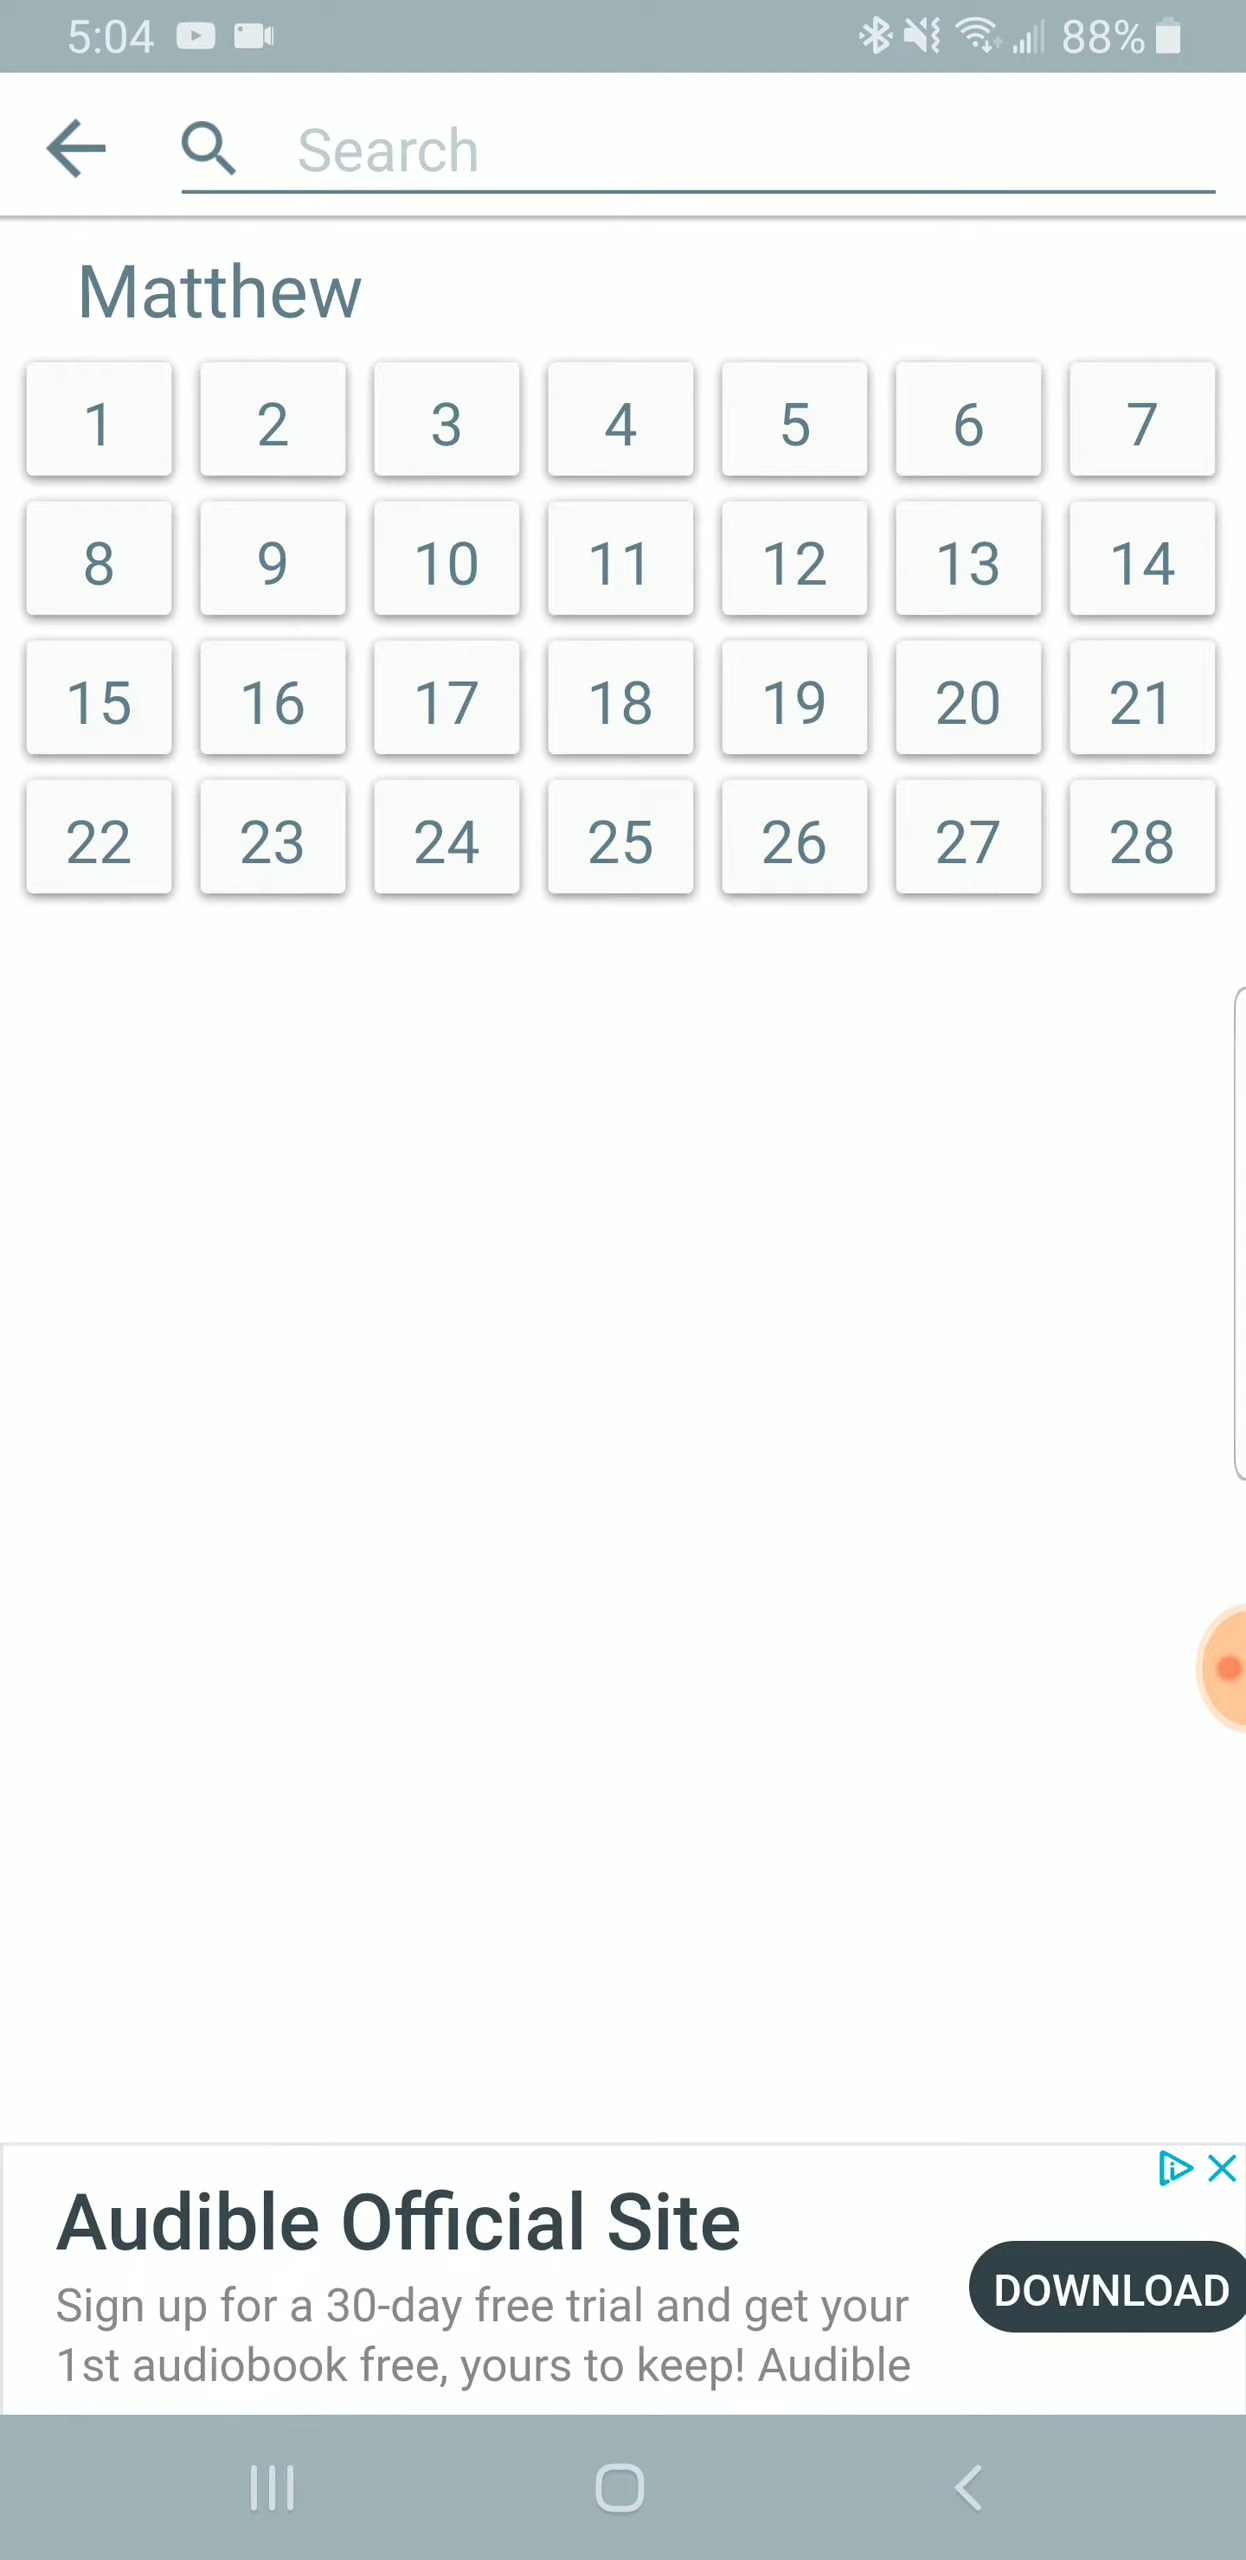 5:04 88%
Search
Matthew
1 2 3 4 5 6 7
8 9 10 11 12 13 14
15 16 17 18 19 20 21
22 23 24 25 26 27 28
Audible Official Site
DOWNLOAD
Sign up for a 30-day free trial and get your
1st audiobook free, yours to keep! Audible